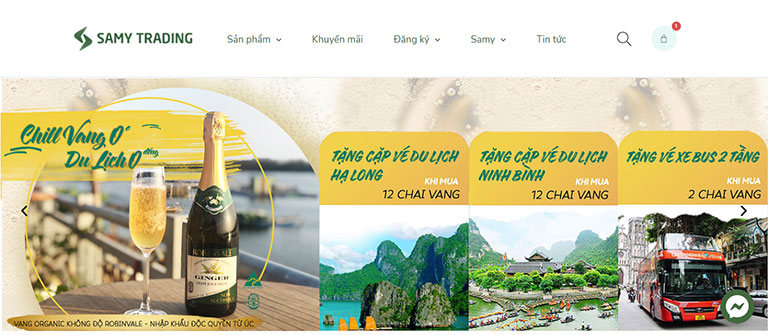 SAMY TRADING
Sản phẩm
Khuyến mãi
Đăng ký
Samy
Tin tức
1
Chill Vang 0°
Du Lịch 0 đồng
TẶNG CẶP VÉ DU LỊCH
HẠ LONG
KHI MUA
12 CHAI VANG
TẶNG CẶP VÉ DU LỊCH
NINH BÌNH
KHI MUA
12 CHAI VANG
TẶNG VÉ XE BUS 2 TẦNG
KHI MUA
2 CHAI VANG
GINGER
VANG ORGANIC KHÔNG ĐỘ ROBINVALE - NHẬP KHẨU ĐỘC QUYỀN TỪ ÚC